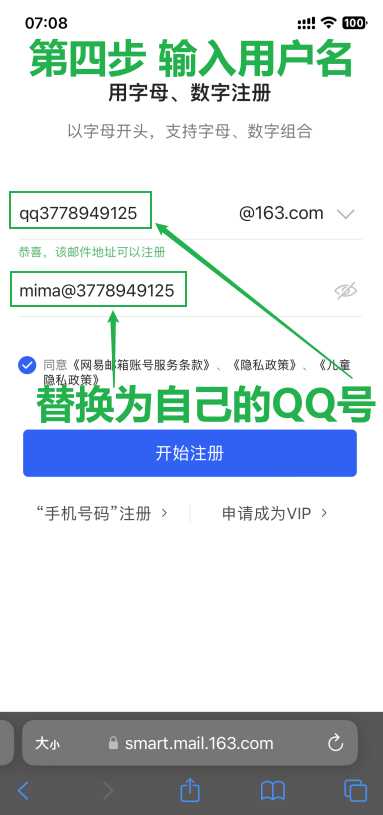 07:08
100
第四步 输入用户名
用字母、数字注册
以字母开头，支持字母、数字组合
qq3778949125
@163.com
恭喜，该邮件地址可以注册
mima@3778949125
同意《网易邮箱账号服务条款》、《隐私政策》、《儿童
隐私政策》
替换为自己的QQ号
开始注册
“手机号码”注册 >
申请成为VIP >
大小
smart.mail.163.com